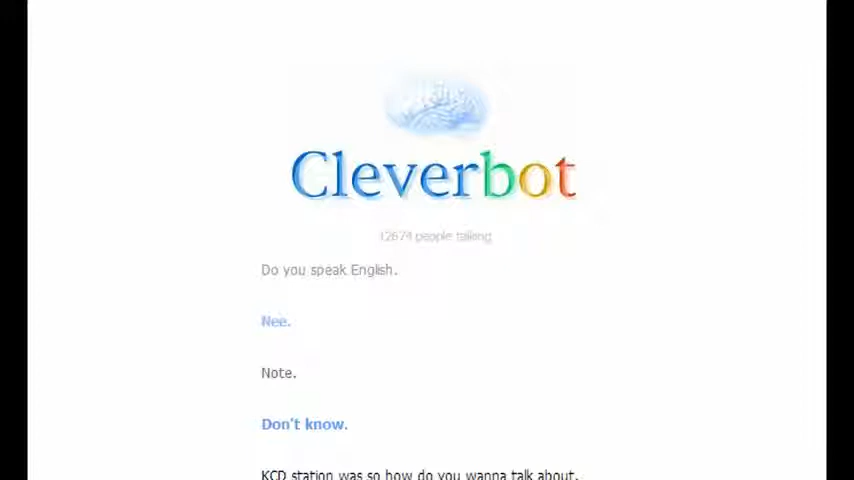 Cleverbot
12674 people talking
Do you speak English.
Nee.
Note.
Don't know.
KCD station was so how do you wanna talk about.